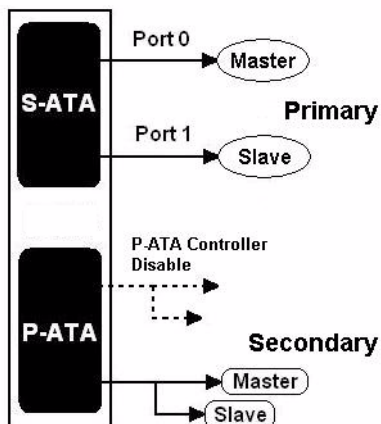 Port 0
Master
S-ATA
Primary
Port 1
Slave
P-ATA Controller
Disable
P-ATA
Secondary
Master
Slave